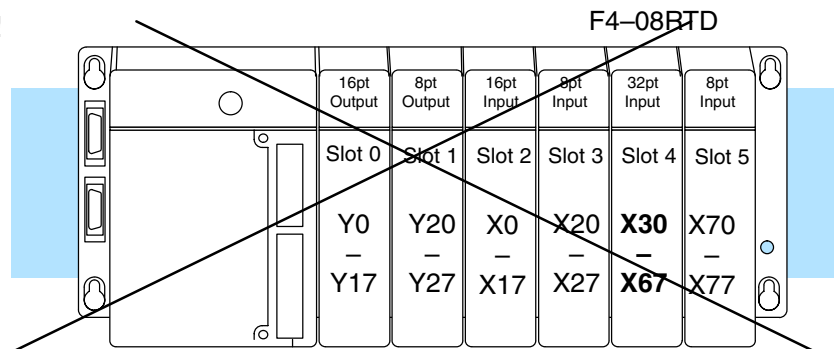 F4–08RTD
16pt Output 8pt Output 16pt Input 8pt Input 32pt Input 8pt Input
Slot 0 Slot 1 Slot 2 Slot 3 Slot 4 Slot 5
Y0 Y20 X0 X20 X30 X70
– – – – – –
Y17 Y27 X17 X27 X67 X77